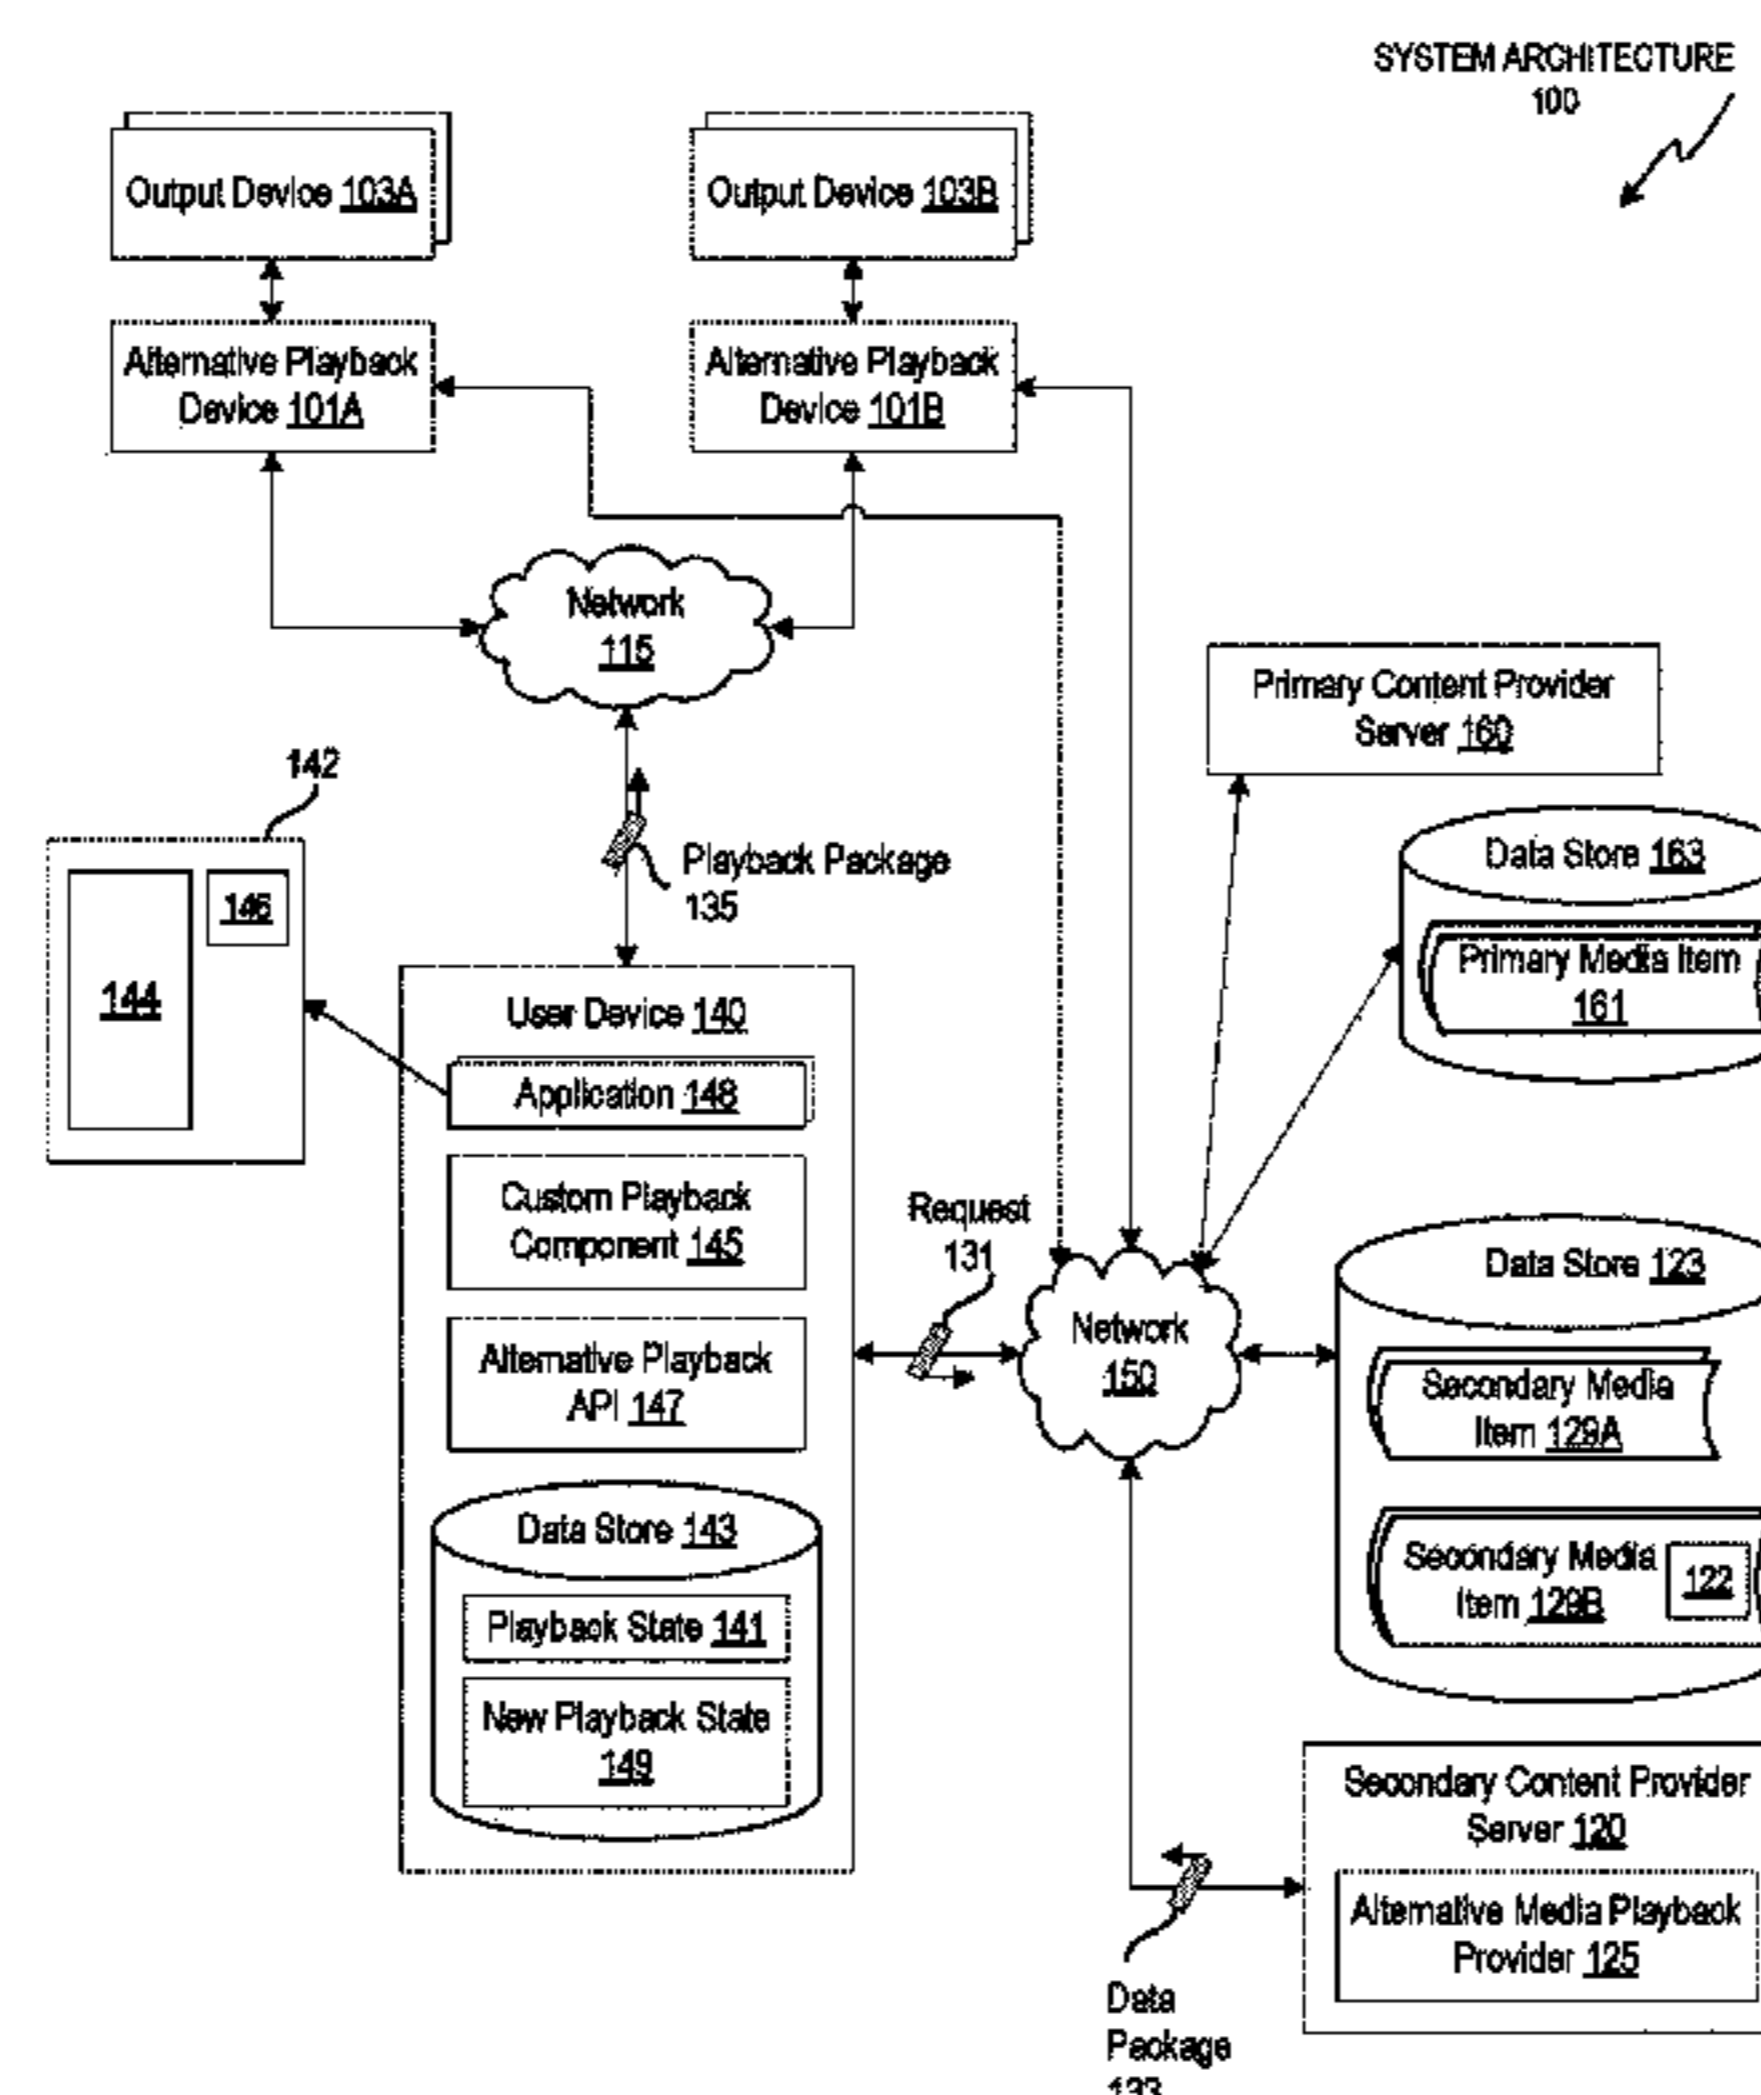 SYSTEM ARCHITECTURE
100
Output Device 103A
Output Device 103B
Alternative Playback
Device 101A
Alternative Playback
Device 101B
Network
115
Primary Content Provider
Server 160
142
Playback Package
135
144
146
Data Store 163
Primary Media Item
161
User Device 140
Application 148
Custom Playback
Component 145
Alternative Playback
API 147
Data Store 143
Playback State 141
New Playback State
149
Request
131
Network
150
Data Store 123
Secondary Media
Item 129A
Secondary Media
Item 129B
122
Secondary Content Provider
Server 120
Alternative Media Playback
Provider 125
Data
Package
133